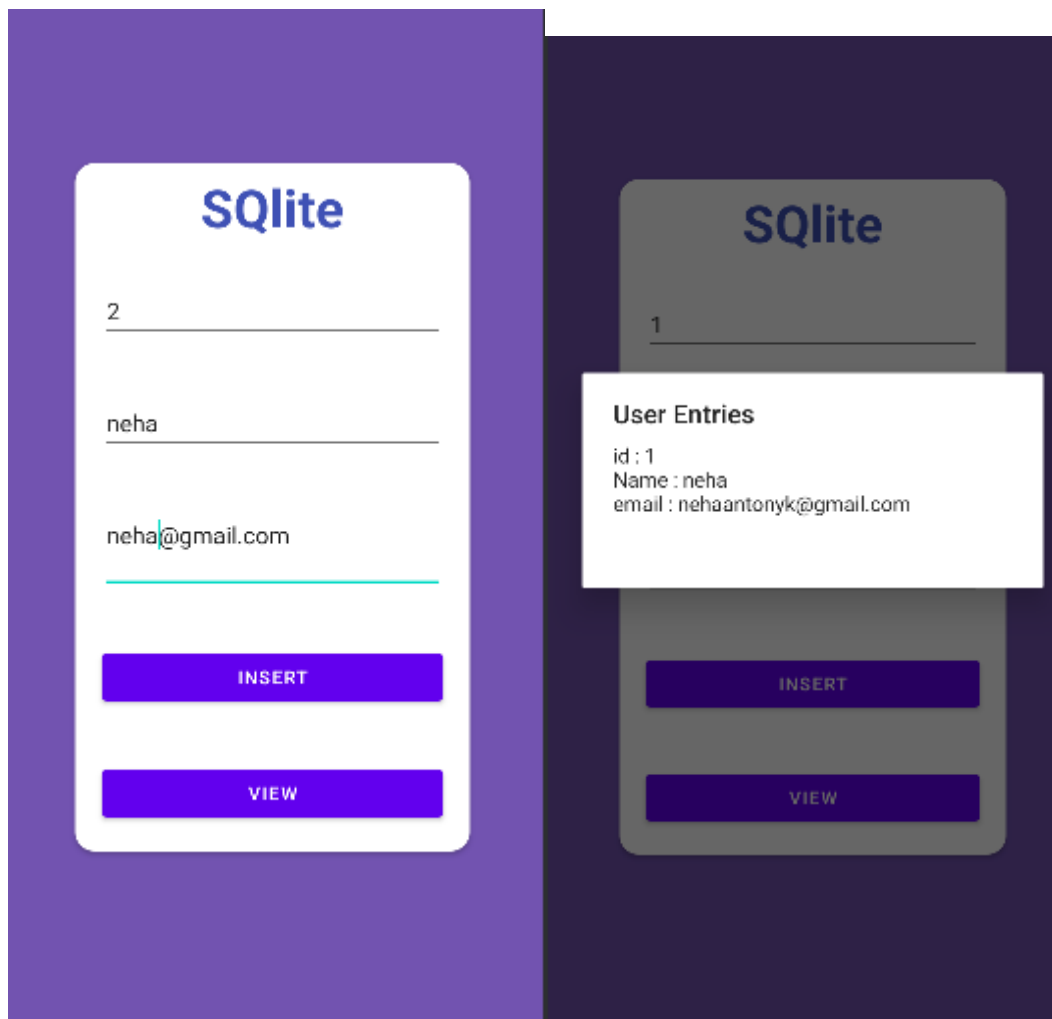 SQlite
2
neha
neha@gmail.com
INSERT
VIEW
SQlite
1
User Entries
id : 1
Name : neha
email : nehaantonyk@gmail.com
INSERT
VIEW